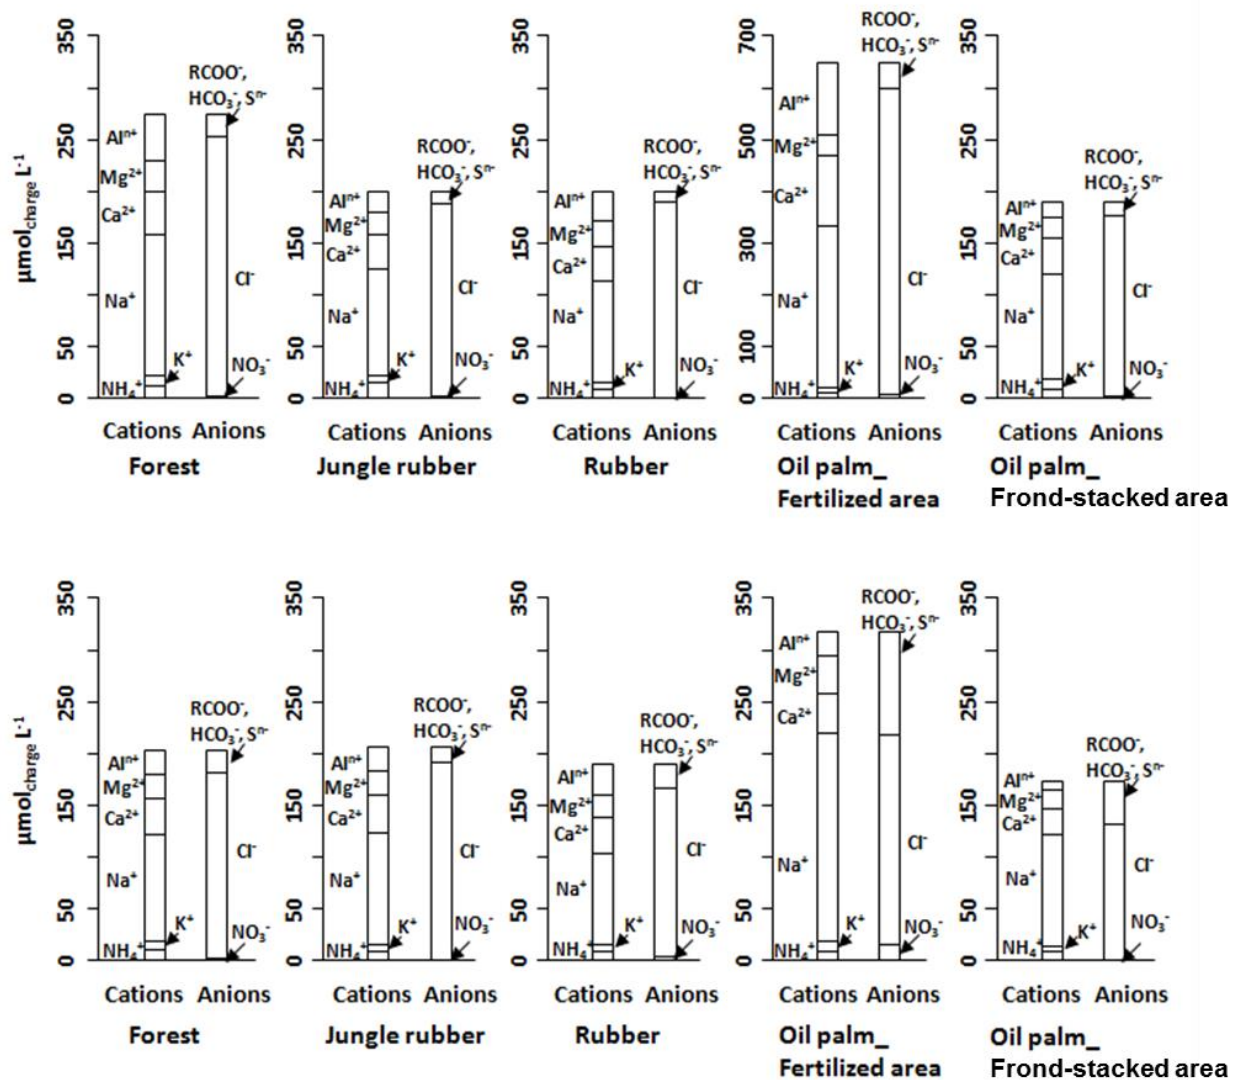 350 350 350 700 350
RCOO⁻,
HCO₃⁻, Sⁿ⁻
RCOO⁻,
HCO₃⁻, Sⁿ⁻
RCOO⁻,
HCO₃⁻, Sⁿ⁻
RCOO⁻,
HCO₃⁻, Sⁿ⁻
RCOO⁻,
HCO₃⁻, Sⁿ⁻
250 250 250 500 250
150 150 150 300 150
50 50 50 100 50
0 0 0 0 0
µmolcharge L⁻¹
Alⁿ⁺ Alⁿ⁺ Alⁿ⁺ Alⁿ⁺ Alⁿ⁺
Mg²⁺ Mg²⁺ Mg²⁺ Mg²⁺ Mg²⁺
Ca²⁺ Ca²⁺ Ca²⁺ Ca²⁺ Ca²⁺
Cl⁻ Cl⁻ Cl⁻ Cl⁻ Cl⁻
Na⁺ Na⁺ Na⁺ Na⁺ Na⁺
K⁺ NO₃⁻ K⁺ NO₃⁻ K⁺ NO₃⁻ K⁺ NO₃⁻ K⁺ NO₃⁻
NH₄⁺ NH₄⁺ NH₄⁺ NH₄⁺ NH₄⁺
Cations Anions Cations Anions Cations Anions Cations Anions Cations Anions
Forest Jungle rubber Rubber Oil palm_ Oil palm_
Fertilized area Frond-stacked area
350 350 350 350 350
RCOO⁻,
HCO₃⁻, Sⁿ⁻
RCOO⁻,
HCO₃⁻, Sⁿ⁻
RCOO⁻,
HCO₃⁻, Sⁿ⁻
RCOO⁻,
HCO₃⁻, Sⁿ⁻
RCOO⁻,
HCO₃⁻, Sⁿ⁻
250 250 250 250 250
150 150 150 150 150
50 50 50 50 50
0 0 0 0 0
µmolcharge L⁻¹
Alⁿ⁺ Alⁿ⁺ Alⁿ⁺ Alⁿ⁺ Alⁿ⁺
Mg²⁺ Mg²⁺ Mg²⁺ Mg²⁺ Mg²⁺
Ca²⁺ Ca²⁺ Ca²⁺ Ca²⁺ Ca²⁺
Cl⁻ Cl⁻ Cl⁻ Cl⁻ Cl⁻
Na⁺ Na⁺ Na⁺ Na⁺ Na⁺
K⁺ NO₃⁻ K⁺ NO₃⁻ K⁺ NO₃⁻ K⁺ NO₃⁻ K⁺ NO₃⁻
NH₄⁺ NH₄⁺ NH₄⁺ NH₄⁺ NH₄⁺
Cations Anions Cations Anions Cations Anions Cations Anions Cations Anions
Forest Jungle rubber Rubber Oil palm_ Oil palm_
Fertilized area Frond-stacked area